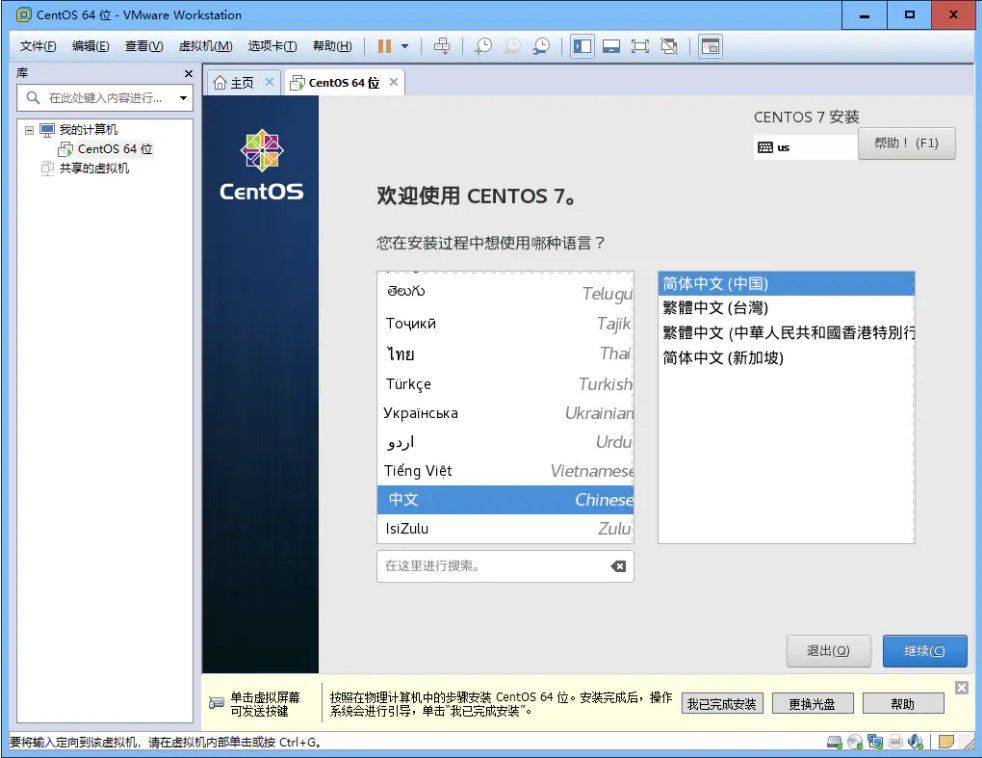 CentOS 64 位 - VMware Workstation
文件(F) 编辑(E) 查看(V) 虚拟机(M) 选项卡(T) 帮助(H)
库
在此处键入内容进行...
我的计算机
CentOS 64 位
共享的虚拟机
主页
CentOS 64 位
CentOS
CENTOS 7 安装
us
帮助！(F1)
欢迎使用 CENTOS 7。
您在安装过程中想使用哪种语言？
తెలుగు Telugu
Тоҷикӣ Tajik
ไทย Thai
Türkçe Turkish
Українська Ukrainian
اردو Urdu
Tiếng Việt Vietnamese
中文 Chinese
IsiZulu Zulu
简体中文 (中国)
繁體中文 (台灣)
繁體中文 (中華人民共和國香港特別行
简体中文 (新加坡)
在这里进行搜索。
退出(Q)
继续(C)
单击虚拟屏幕
可发送按键
按照在物理计算机中的步骤安装 CentOS 64 位。安装完成后，操作
系统会进行引导，单击"我已完成安装"。
我已完成安装
更换光盘
帮助
要将输入定向到该虚拟机，请在虚拟机内部单击或按 Ctrl+G。